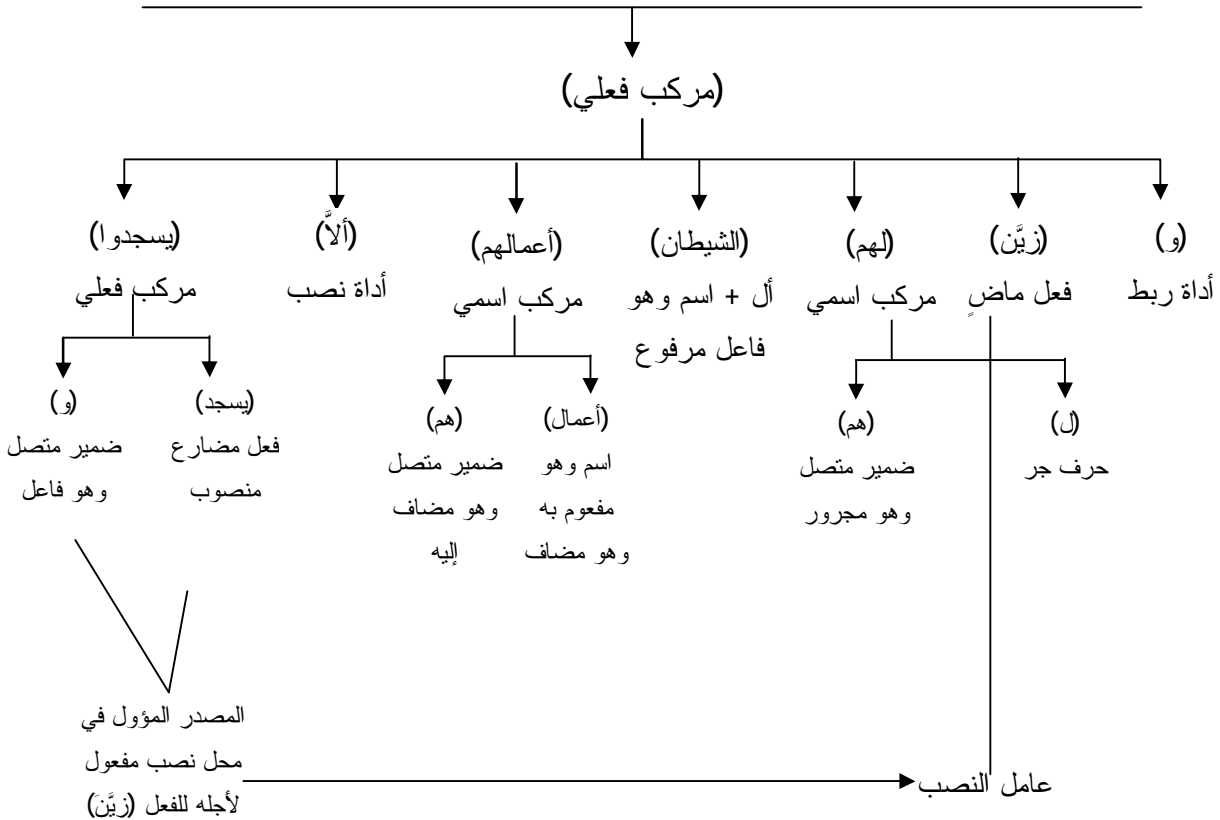 (مركب فعلي)
(و)
أداة ربط
(زيَّن)
فعل ماضٍ
(لهم)
مركب اسمي
(الشيطان)
أل + اسم وهو
فاعل مرفوع
(أعمالهم)
مركب اسمي
(ألاَّ)
أداة نصب
(يسجدوا)
مركب فعلي
(ل)
حرف جر
(هم)
ضمير متصل
وهو مجرور
(أعمال)
اسم وهو
مفعوم به
وهو مضاف
(هم)
ضمير متصل
وهو مضاف
إليه
(يسجد)
فعل مضارع
منصوب
(و)
ضمير متصل
وهو فاعل
المصدر المؤول في
محل نصب مفعول
لأجله للفعل (زيَّنَ)
عامل النصب